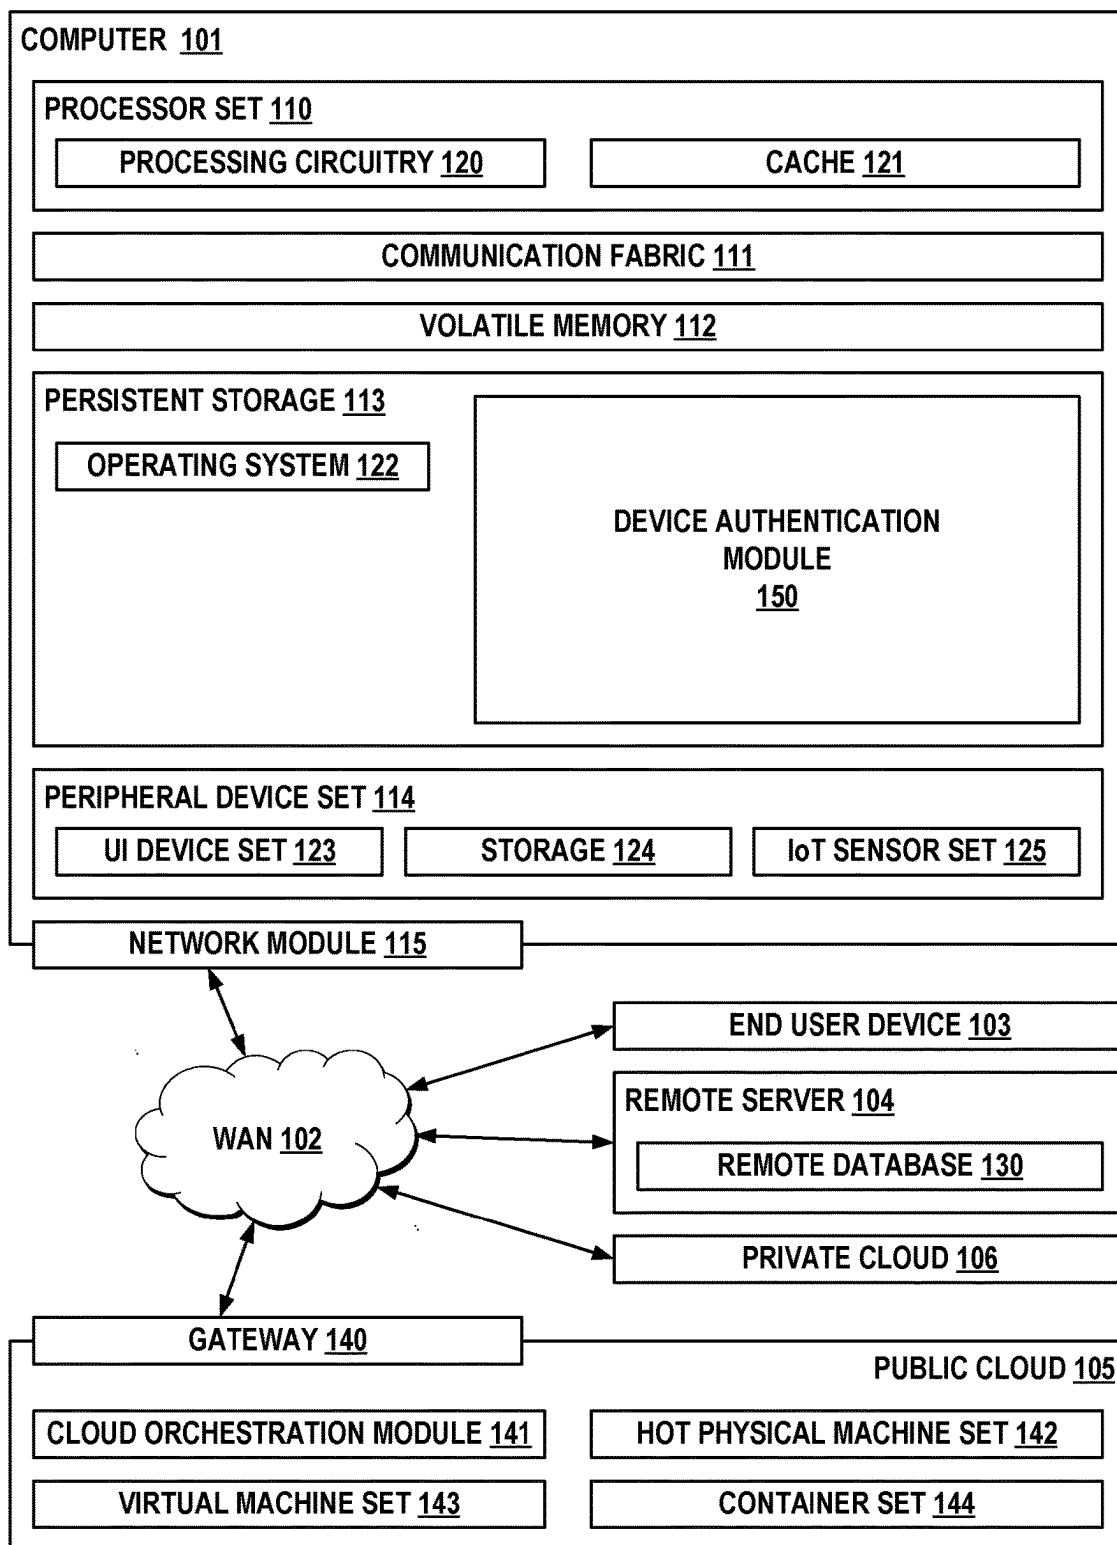 COMPUTER 101
PROCESSOR SET 110
PROCESSING CIRCUITRY 120
CACHE 121
COMMUNICATION FABRIC 111
VOLATILE MEMORY 112
PERSISTENT STORAGE 113
OPERATING SYSTEM 122
DEVICE AUTHENTICATION
MODULE
150
PERIPHERAL DEVICE SET 114
UI DEVICE SET 123
STORAGE 124
IoT SENSOR SET 125
NETWORK MODULE 115
END USER DEVICE 103
REMOTE SERVER 104
WAN 102
REMOTE DATABASE 130
PRIVATE CLOUD 106
GATEWAY 140
PUBLIC CLOUD 105
CLOUD ORCHESTRATION MODULE 141
HOT PHYSICAL MACHINE SET 142
VIRTUAL MACHINE SET 143
CONTAINER SET 144